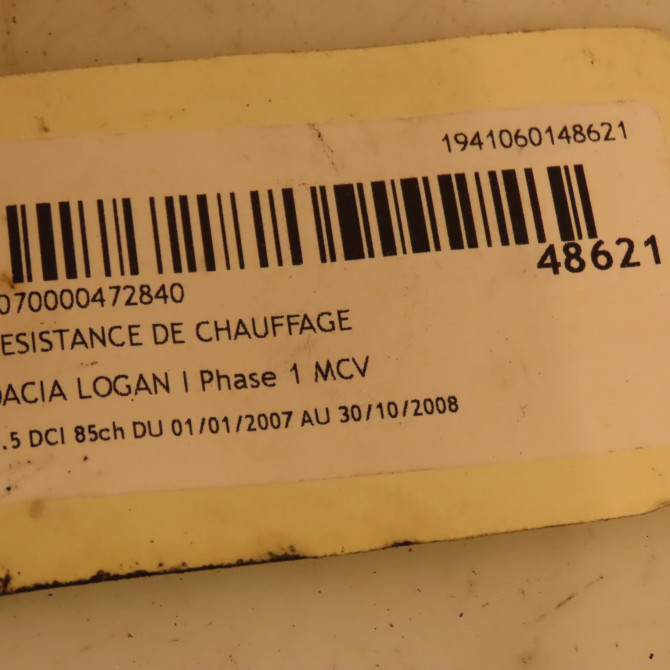 1941060148621
48621
070000472840
ESISTANCE DE CHAUFFAGE
DACIA LOGAN I Phase 1 MCV
.5 DCI 85ch DU 01/01/2007 AU 30/10/2008